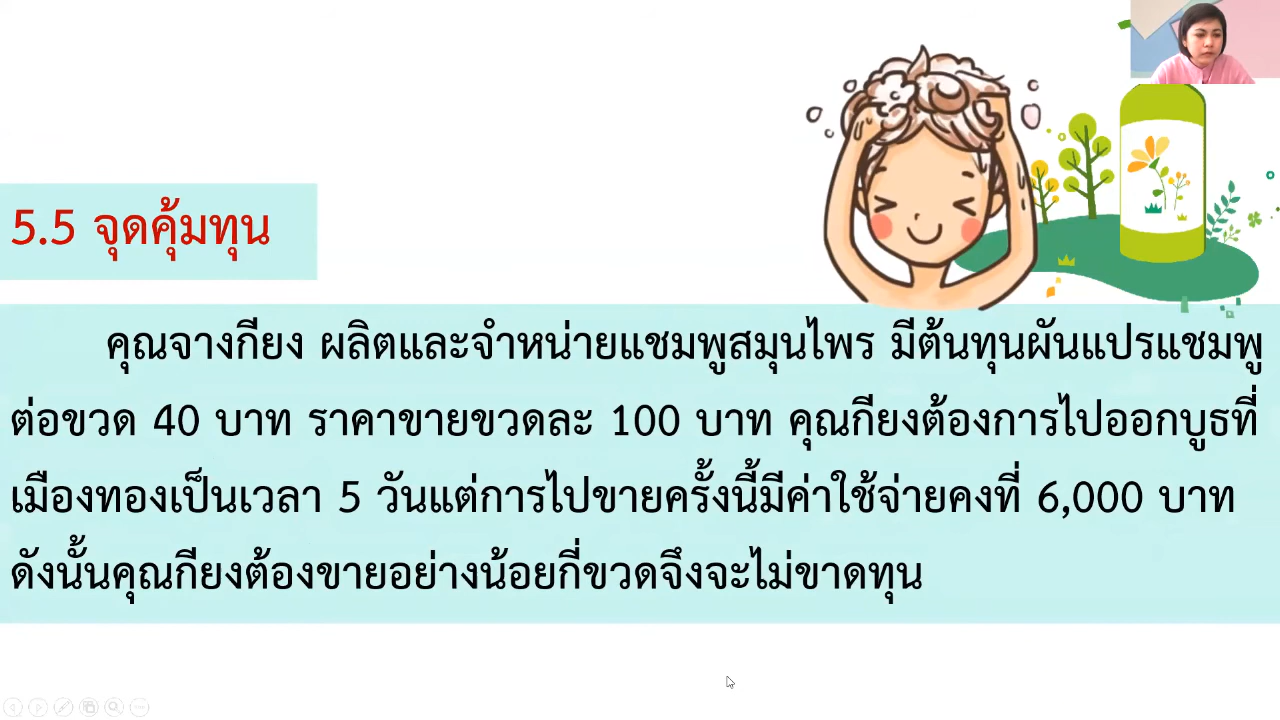 5.5 จุดคุ้มทุน
คุณจางกียง ผลิตและจำหน่ายแชมพูสมุนไพร มีต้นทุนผันแปรแชมพู
ต่อขวด 40 บาท ราคาขายขวดละ 100 บาท คุณกียงต้องการไปออกบูธที่
เมืองทองเป็นเวลา 5 วันแต่การไปขายครั้งนี้มีค่าใช้จ่ายคงที่ 6,000 บาท
ดังนั้นคุณกียงต้องขายอย่างน้อยกี่ขวดจึงจะไม่ขาดทุน